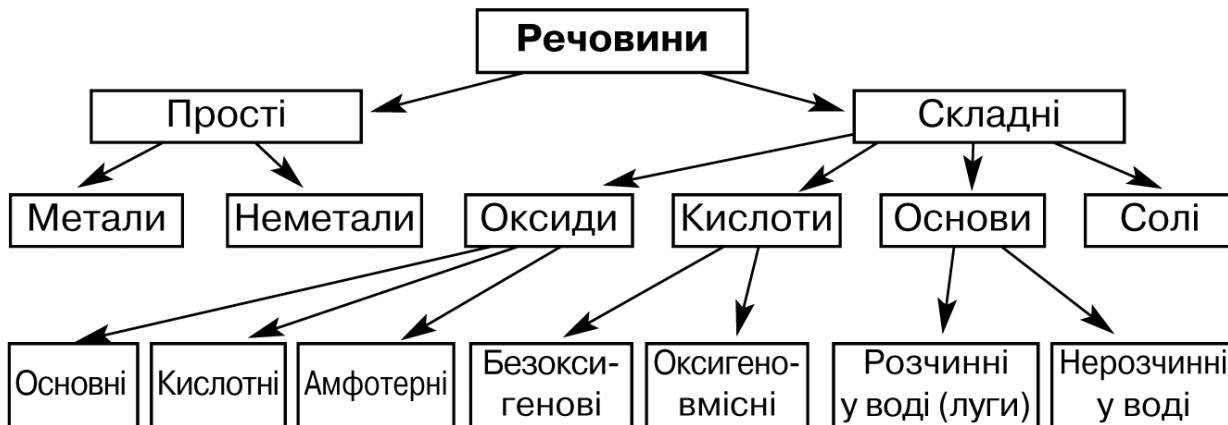 Речовини
Прості
Складні
Метали
Неметали
Оксиди
Кислоти
Основи
Солі
Основні
Кислотні
Амфотерні
Безокси-
генові
Оксигено-
вмісні
Розчинні
у воді (луги)
Нерозчинні
у воді